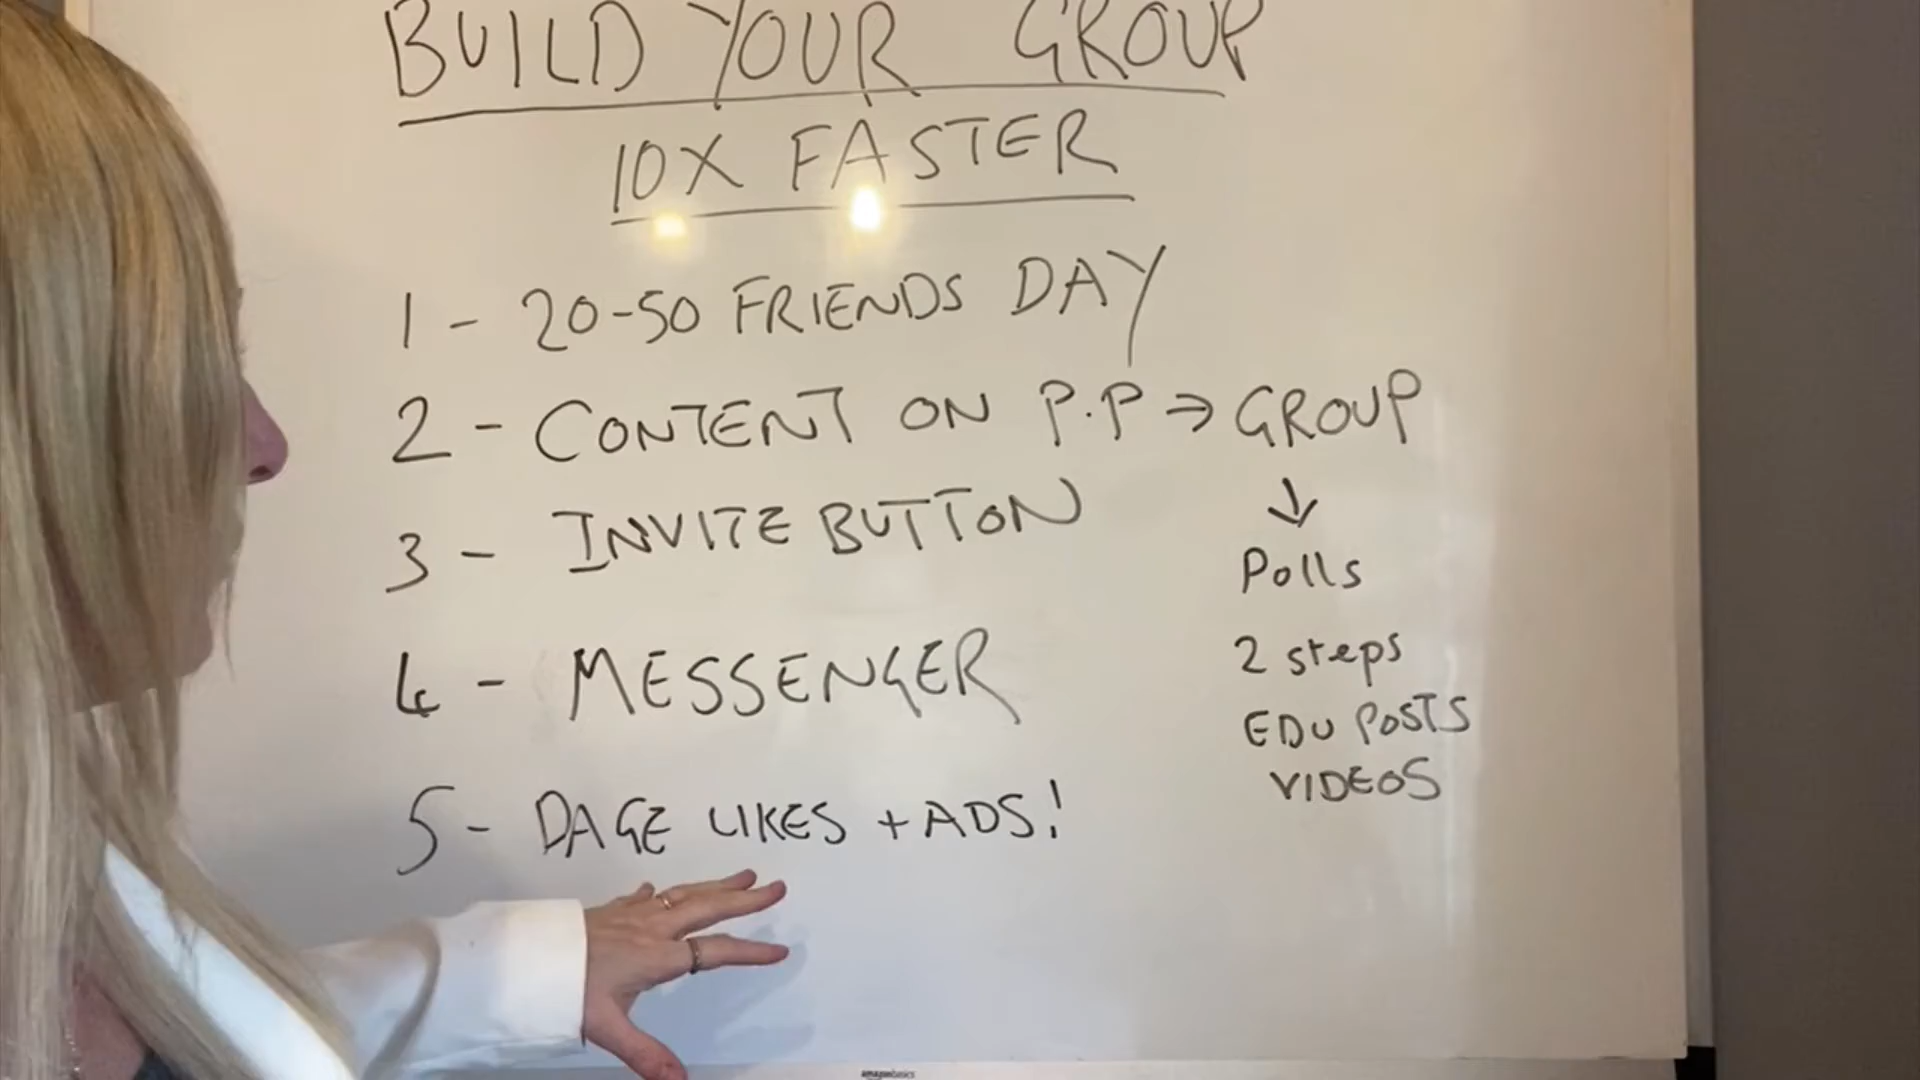 BUILD YOUR GROUP
10X FASTER
1 - 20-50 FRIENDS DAY
2 - CONTENT ON P.P → GROUP
↓
3 - INVITE BUTTON
Polls
4 - MESSENGER
2 steps
EDU POSTS
VIDEOS
5 - PAGE LIKES + ADS!
amazonbasics